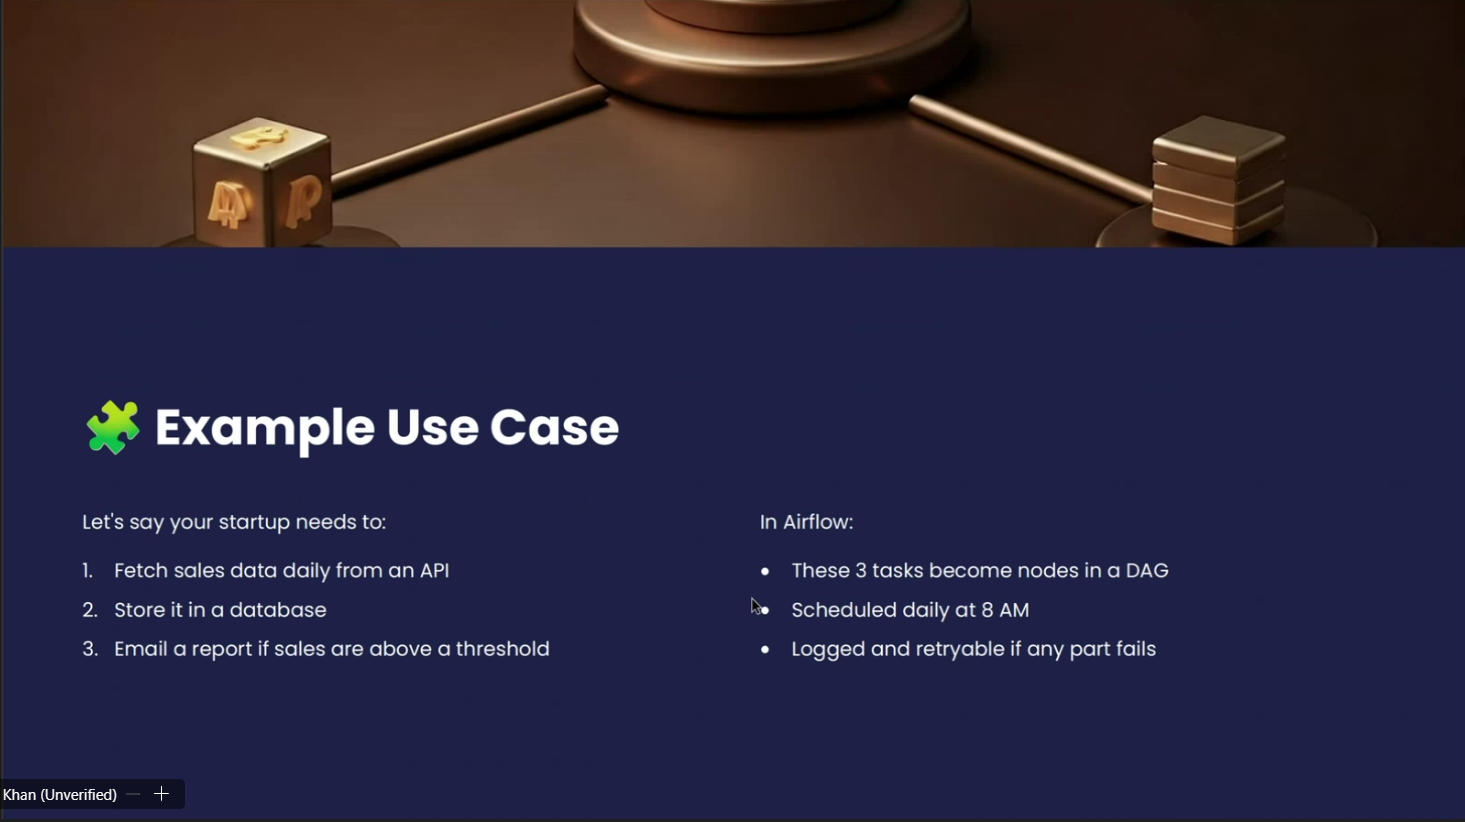 Example Use Case
Let's say your startup needs to:
1. Fetch sales data daily from an API
2. Store it in a database
3. Email a report if sales are above a threshold
In Airflow:
• These 3 tasks become nodes in a DAG
• Scheduled daily at 8 AM
• Logged and retryable if any part fails
Khan (Unverified)